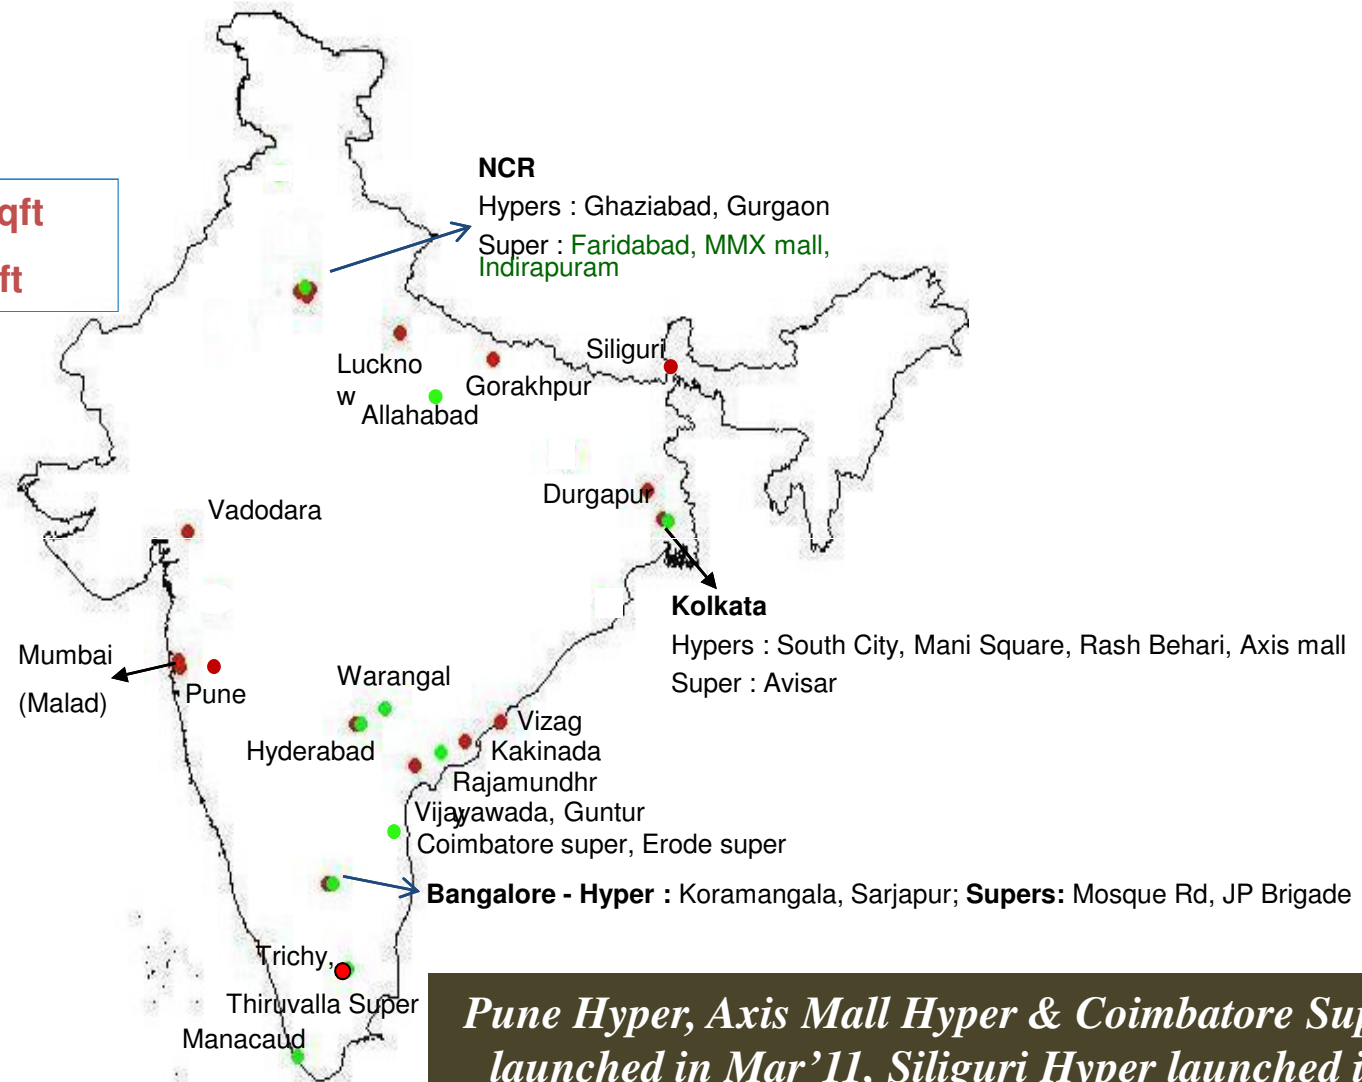 NCR
Hypers : Ghaziabad, Gurgaon
Super : Faridabad, MMX mall,
Indirapuram
qft
ft
Siliguri
Luckno
w
Gorakhpur
Allahabad
Durgapur
Vadodara
Kolkata
Hypers : South City, Mani Square, Rash Behari, Axis mall
Super : Avisar
Mumbai
(Malad)
Pune
Warangal
Hyderabad
Vizag
Kakinada
Rajamundhr
y
Vijayawada, Guntur
Coimbatore super, Erode super
Bangalore - Hyper : Koramangala, Sarjapur; Supers: Mosque Rd, JP Brigade
Trichy,
Thiruvalla Super
Manacaud
Pune Hyper, Axis Mall Hyper & Coimbatore Sup
launched in Mar’11, Siliguri Hyper launched i